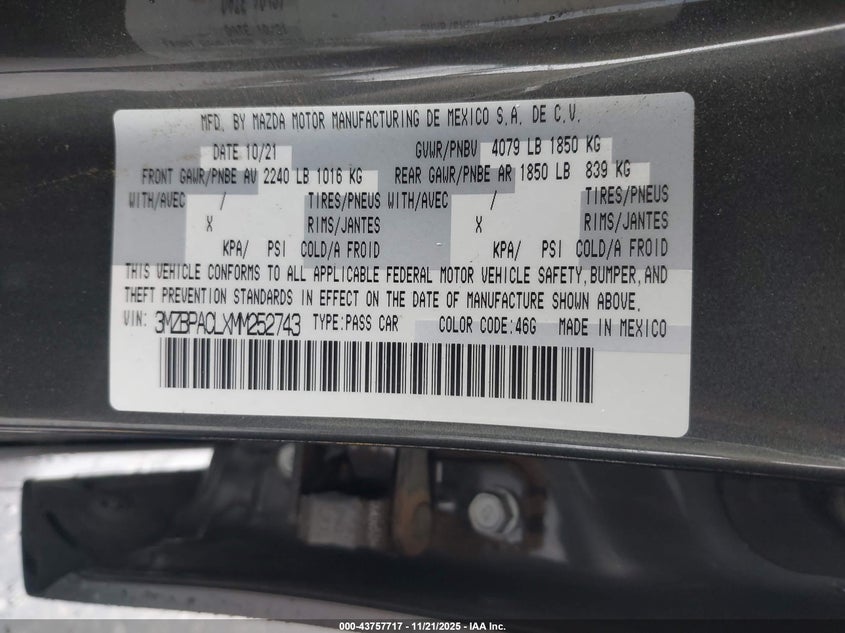 MFD. BY MAZDA MOTOR MANUFACTURING DE MEXICO S.A. DE C.V.
DATE 10/21 GVWR/PNBV 4079 LB 1850 KG
FRONT GAWR/PNBE AV 2240 LB 1016 KG REAR GAWR/PNBE AR 1850 LB 839 KG
WITH/AVEC / TIRES/PNEUS WITH/AVEC / TIRES/PNEUS
X RIMS/JANTES X RIMS/JANTES
KPA/ PSI COLD/A FROID KPA/ PSI COLD/A FROID
THIS VEHICLE CONFORMS TO ALL APPLICABLE FEDERAL MOTOR VEHICLE SAFETY, BUMPER, AND
THEFT PREVENTION STANDARDS IN EFFECT ON THE DATE OF MANUFACTURE SHOWN ABOVE.
VIN: 3MZBPACLXMM252743 TYPE:PASS CAR COLOR CODE:46G MADE IN MEXICO
000-43757717 - 11/21/2025 - IAA Inc.